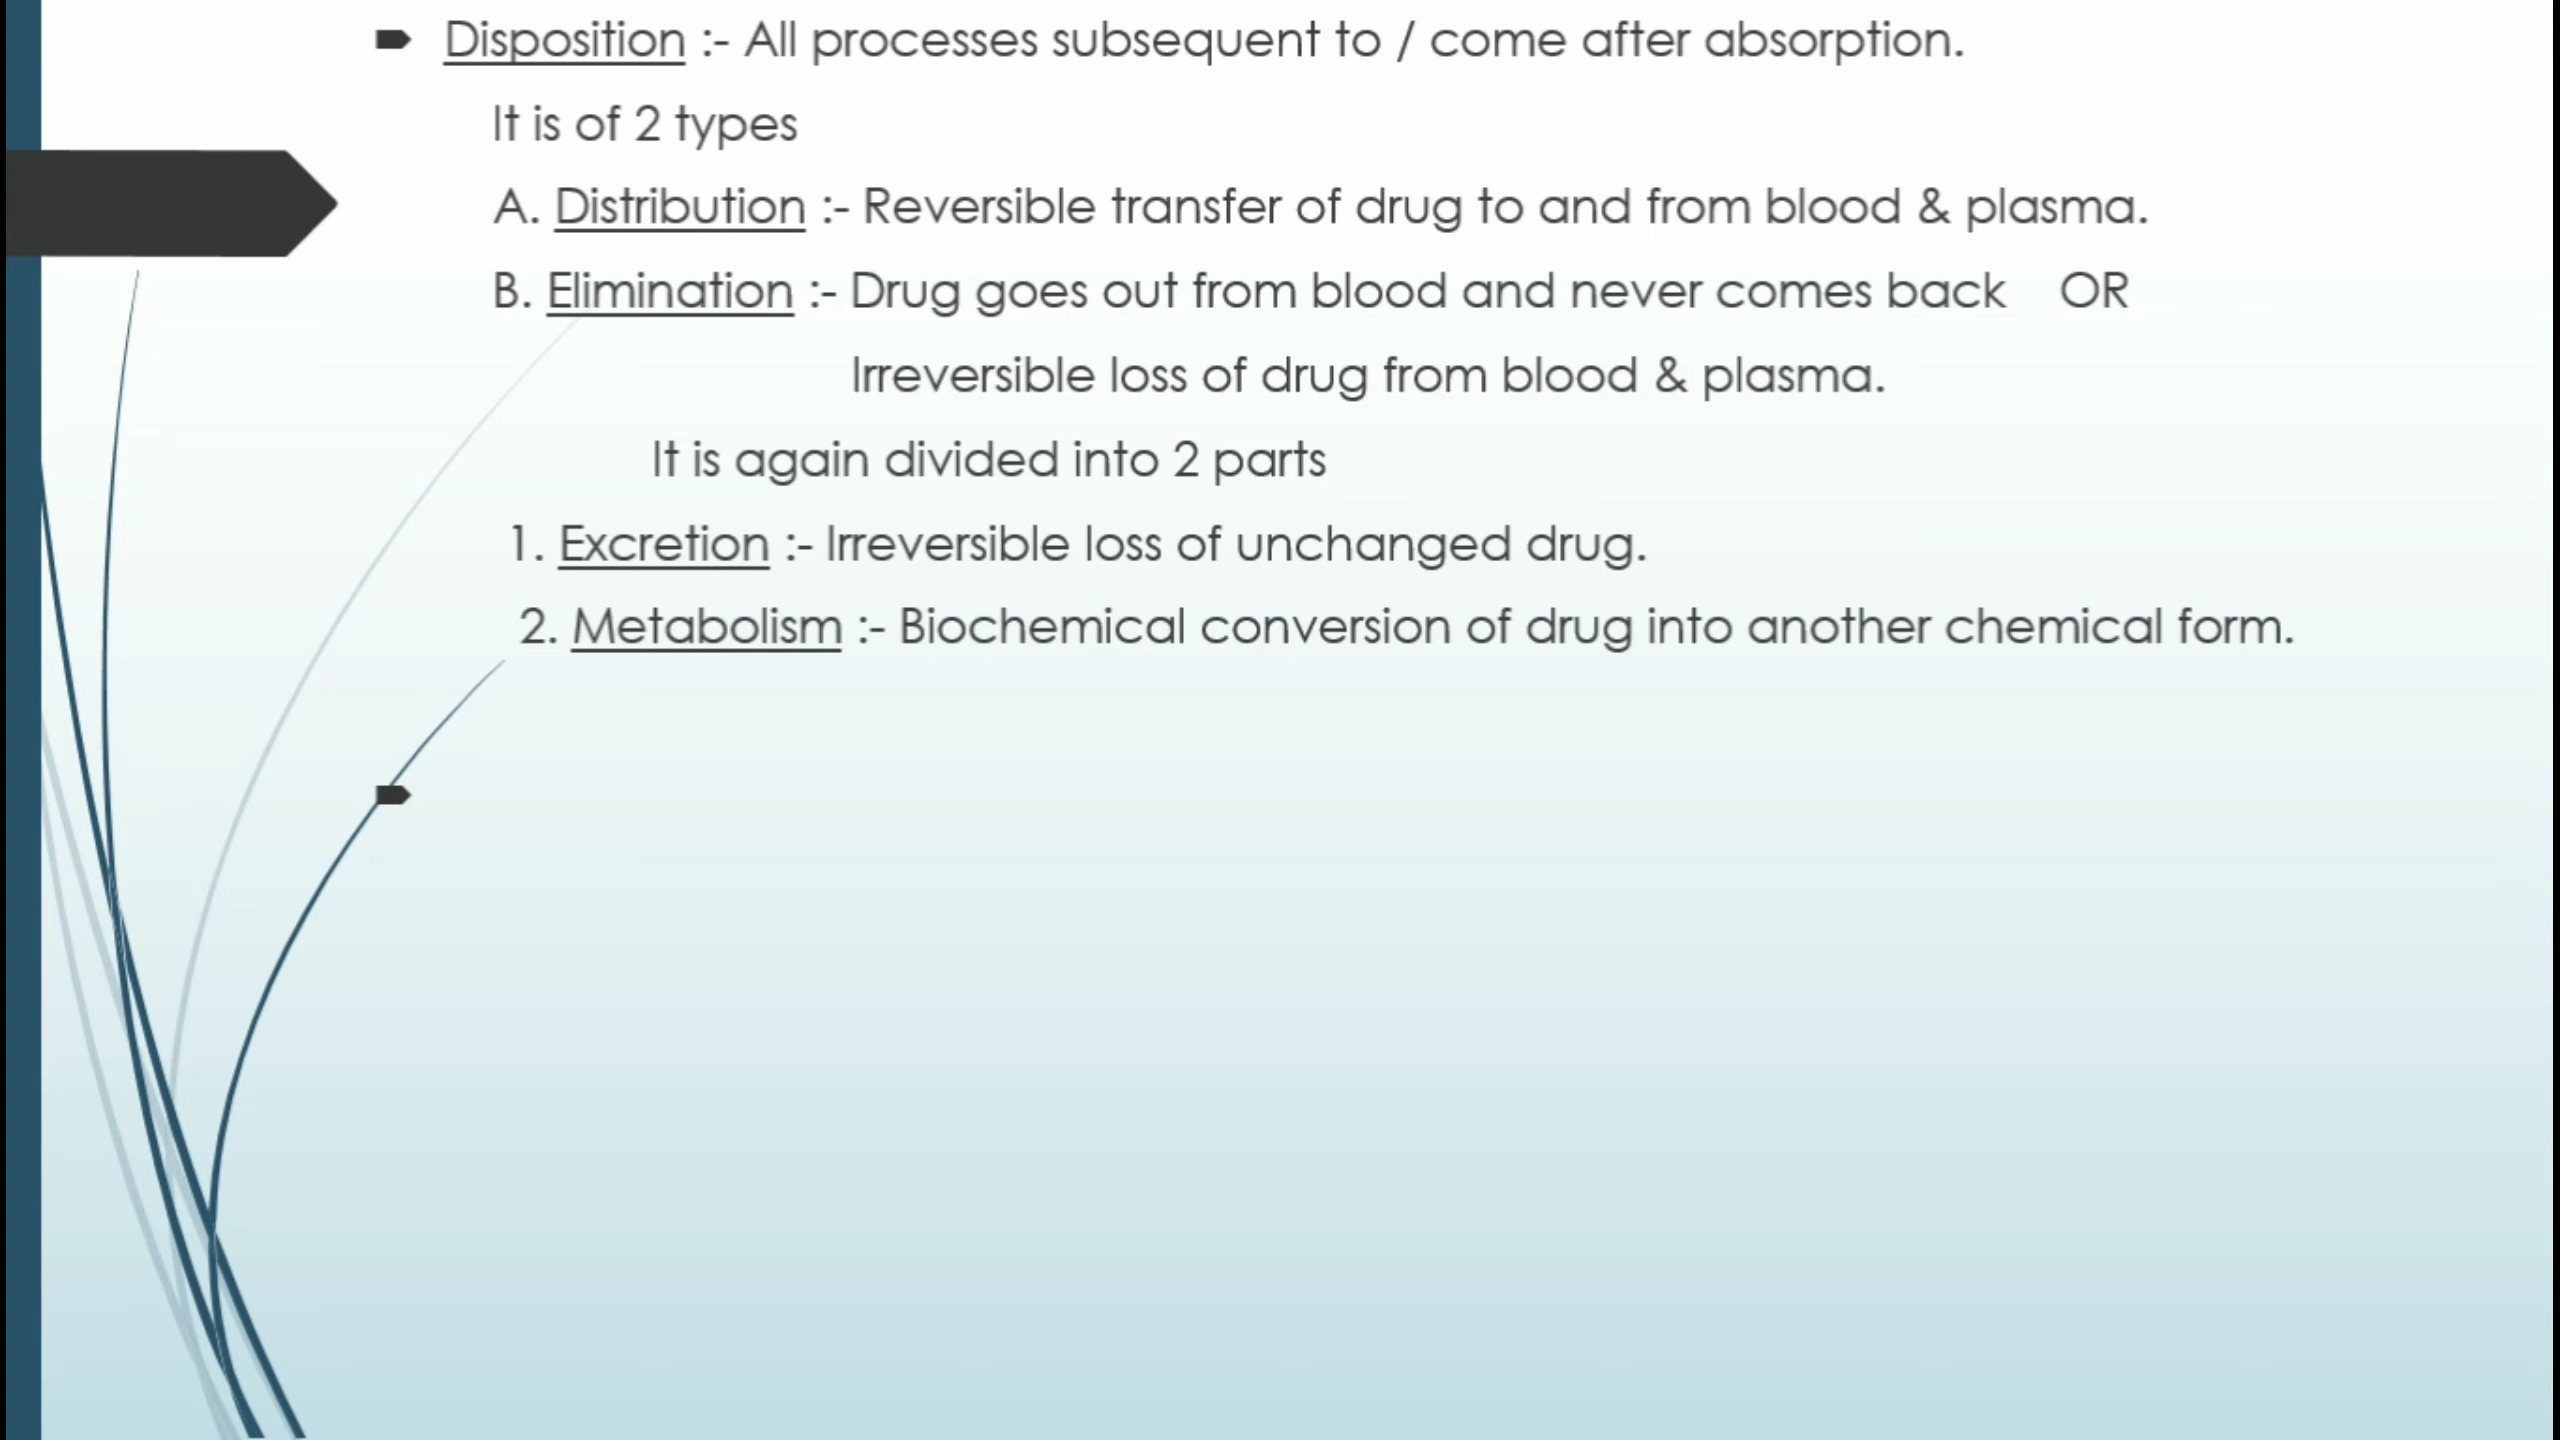 Disposition :- All processes subsequent to / come after absorption.
It is of 2 types
A. Distribution :- Reversible transfer of drug to and from blood & plasma.
B. Elimination :- Drug goes out from blood and never comes back OR
Irreversible loss of drug from blood & plasma.
It is again divided into 2 parts
1. Excretion :- Irreversible loss of unchanged drug.
2. Metabolism :- Biochemical conversion of drug into another chemical form.